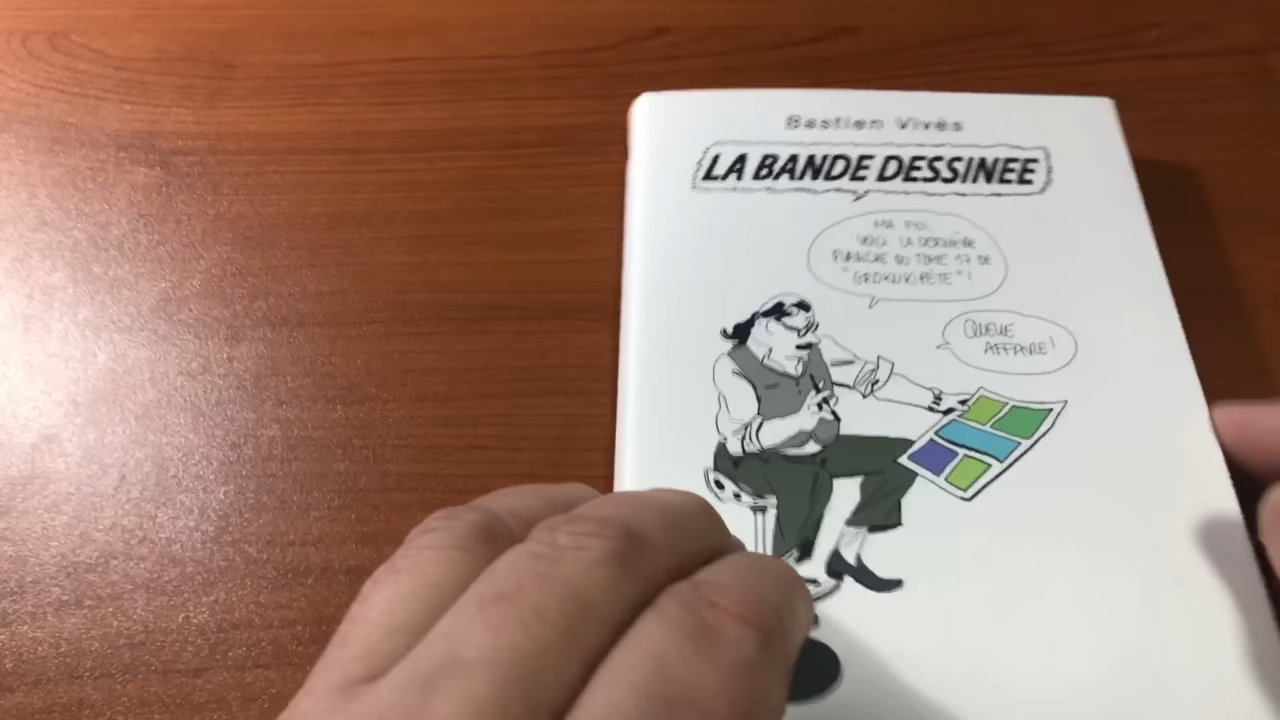 Bastien Vivès
LA BANDE DESSINEE
MA FOI,
VOICI LA DERNIÈRE
PLANCHE DU TOME 17 DE
"GROKUKIPÈTE"!
QUELLE
AFFAIRE!